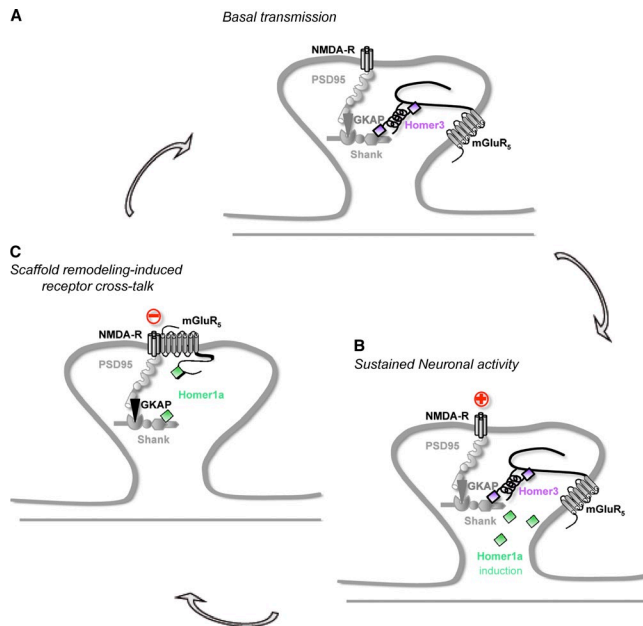 A
Basal transmission
NMDA-R
PSD95
GKAP
Homer3
Shank
mGluR5
C
Scaffold remodeling-induced
receptor cross-talk
mGluR5
NMDA-R
PSD95
Homer1a
GKAP
Shank
B
Sustained Neuronal activity
NMDA-R
PSD95
GKAP
Homer3
Shank
mGluR5
Homer1a
induction